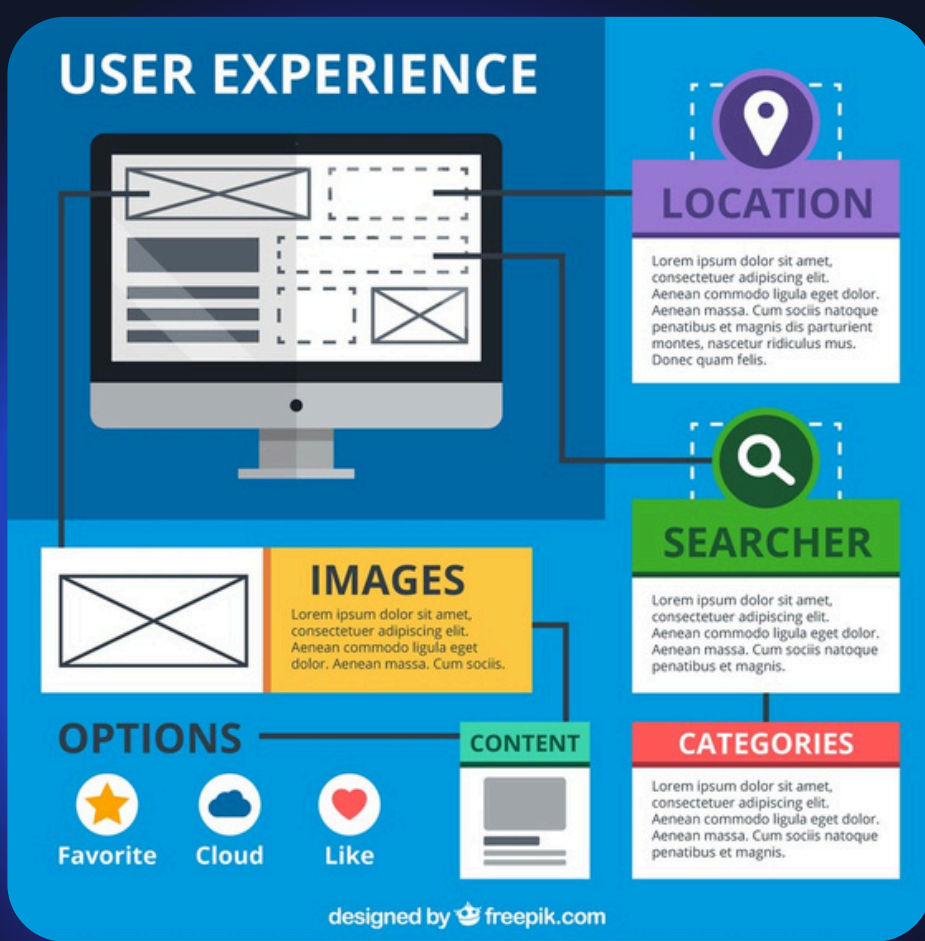 USER EXPERIENCE
LOCATION
Lorem ipsum dolor sit amet,
consectetuer adipiscing elit.
Aenean commodo ligula eget dolor.
Aenean massa. Cum sociis natoque
penatibus et magnis dis parturient
montes, nascetur ridiculus mus.
Donec quam felis.
SEARCHER
Lorem ipsum dolor sit amet,
consectetuer adipiscing elit.
Aenean commodo ligula eget dolor.
Aenean massa. Cum sociis natoque
penatibus et magnis.
IMAGES
Lorem ipsum dolor sit amet,
consectetuer adipiscing elit.
Aenean commodo ligula eget
dolor. Aenean massa. Cum sociis.
OPTIONS
Favorite
Cloud
Like
CONTENT
CATEGORIES
Lorem ipsum dolor sit amet,
consectetuer adipiscing elit.
Aenean commodo ligula eget dolor.
Aenean massa. Cum sociis natoque
penatibus et magnis.
designed by freepik.com